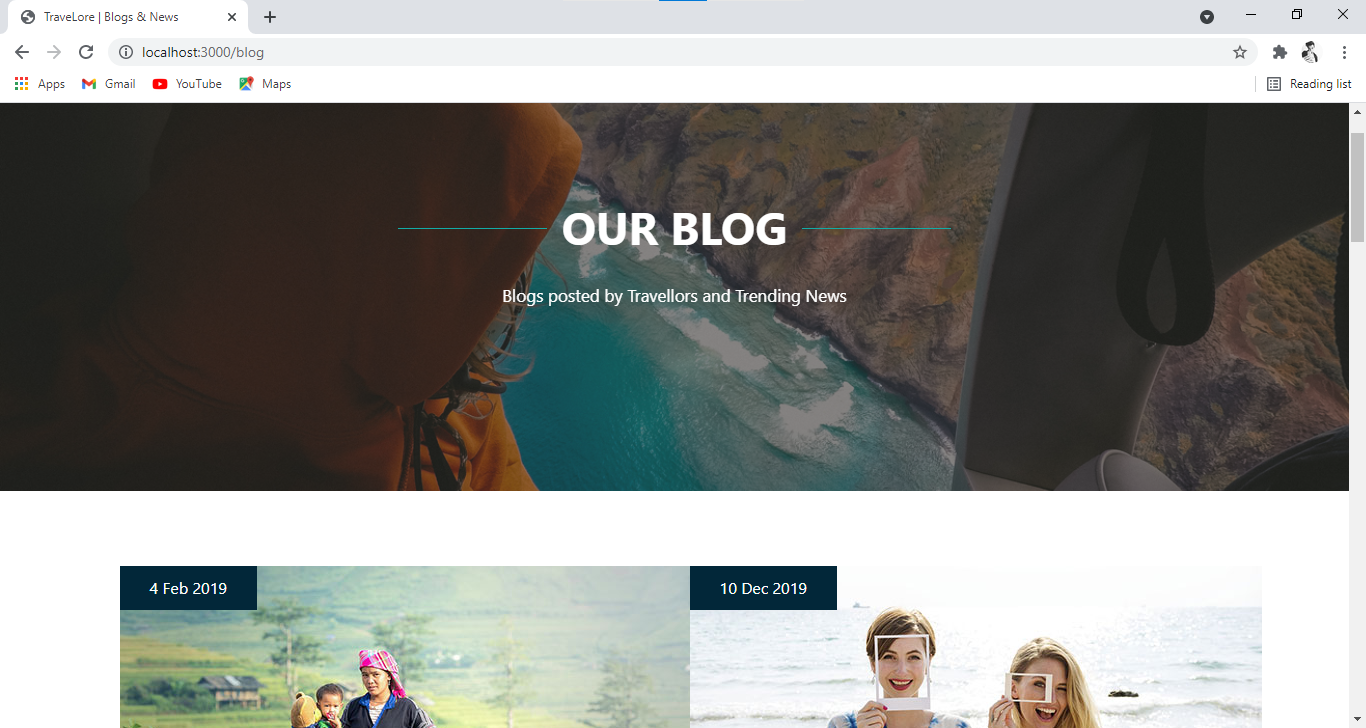 TraveLore | Blogs & News
localhost:3000/blog
Apps Gmail YouTube Maps Reading list
OUR BLOG
Blogs posted by Travellors and Trending News
4 Feb 2019 10 Dec 2019